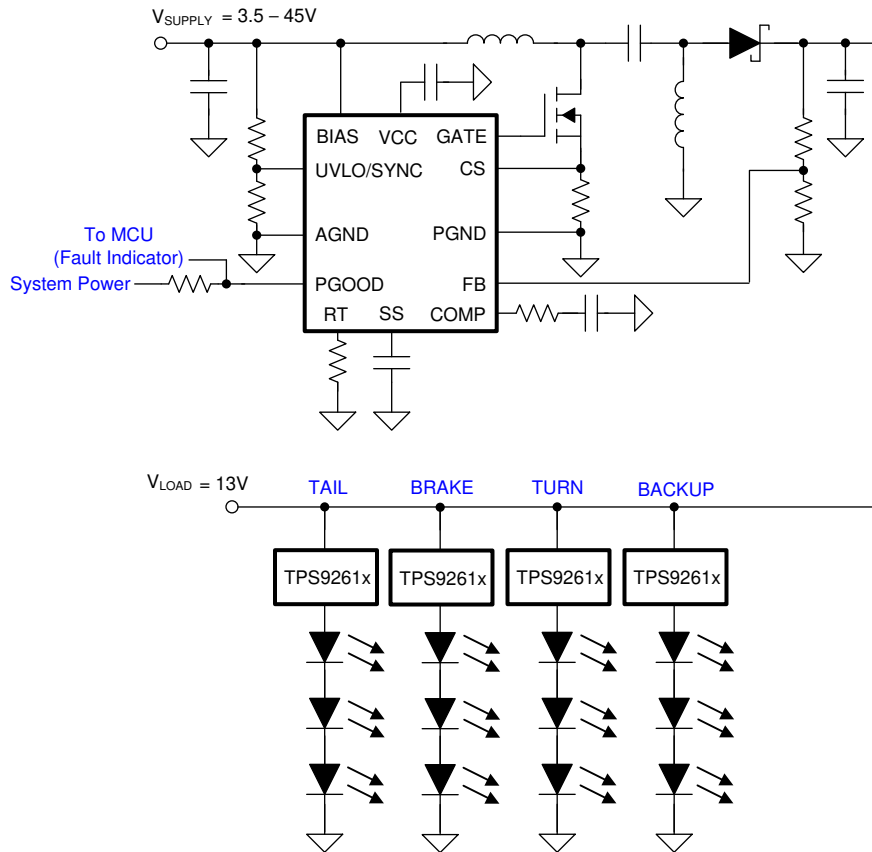 VSUPPLY = 3.5 – 45V
BIAS VCC GATE
UVLO/SYNC CS
To MCU
(Fault Indicator)
AGND PGND
System Power
PGOOD FB
RT SS COMP
VLOAD = 13V
TAIL BRAKE TURN BACKUP
TPS9261x TPS9261x TPS9261x TPS9261x